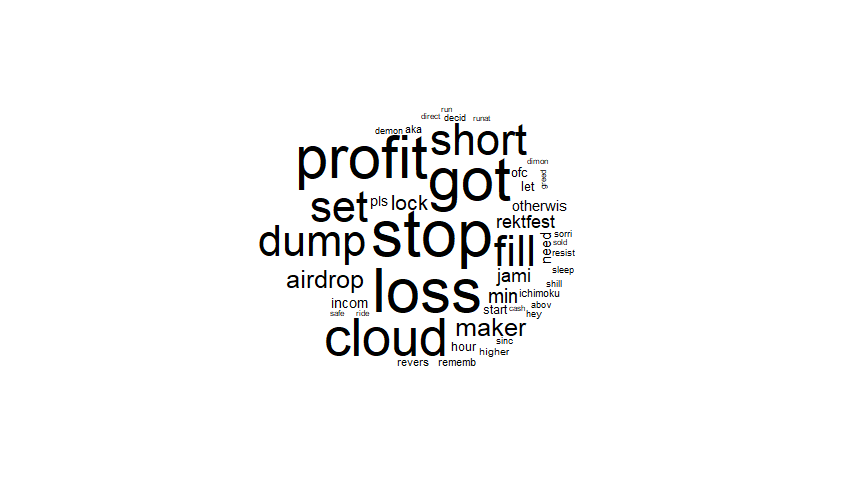 run
direct decid runat
demon aka
short
profit
dimon
got ofc
greed
let
pls lock
set
otherwis
rektfest
stop
sorri
need
sold
dump
fill
resist
sleep
jami
airdrop
loss
shill
min ichimoku
incom
abov
start cash
hey
safe ride
maker
cloud
sinc
hour
higher
revers rememb